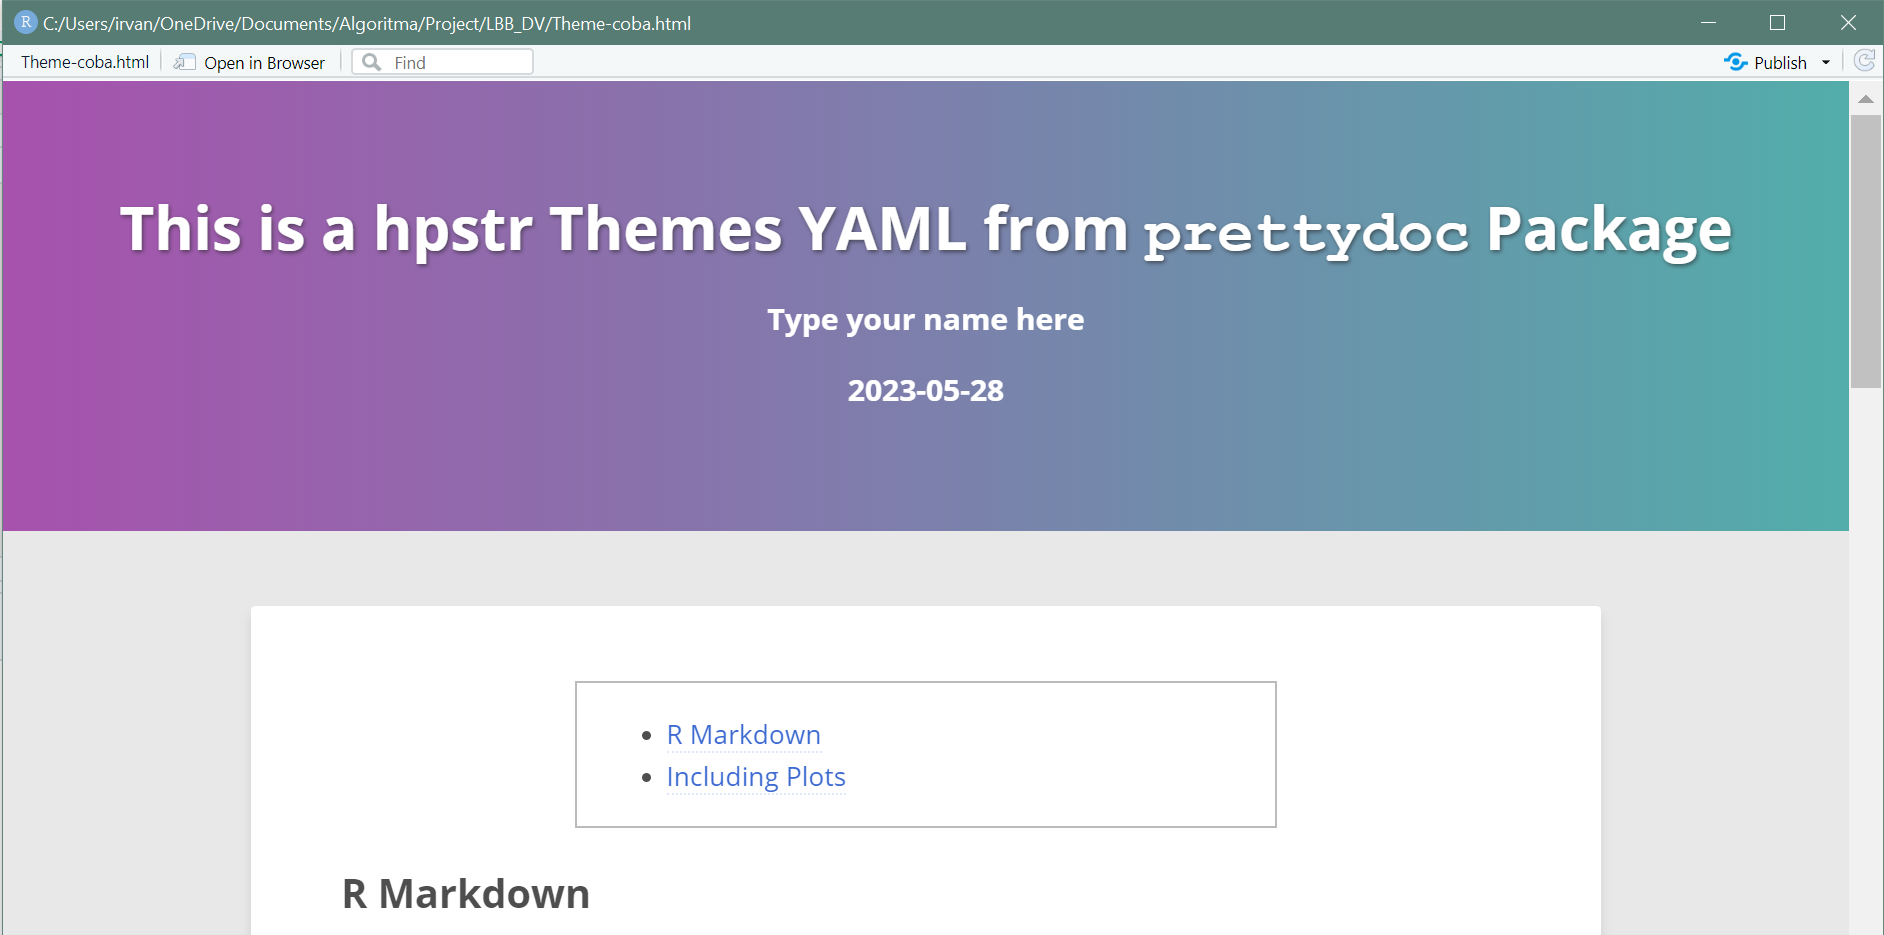 R C:/Users/irvan/OneDrive/Documents/Algoritma/Project/LBB_DV/Theme-coba.html
Theme-coba.html Open in Browser Find Publish
This is a hpstr Themes YAML from prettydoc Package
Type your name here
2023-05-28
R Markdown
Including Plots
R Markdown